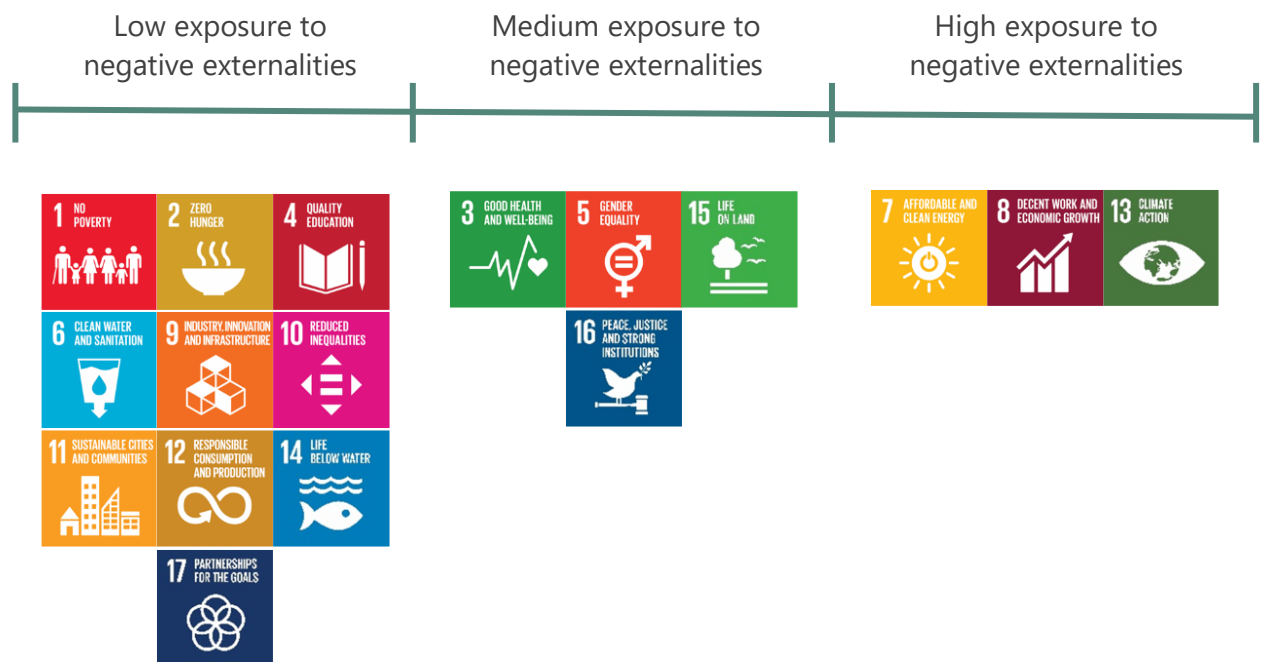 Low exposure to
negative externalities
Medium exposure to
negative externalities
High exposure to
negative externalities
1 NO
POVERTY
2 ZERO
HUNGER
4 QUALITY
EDUCATION
6 CLEAN WATER
AND SANITATION
9 INDUSTRY, INNOVATION
AND INFRASTRUCTURE
10 REDUCED
INEQUALITIES
11 SUSTAINABLE CITIES
AND COMMUNITIES
12 RESPONSIBLE
CONSUMPTION
AND PRODUCTION
14 LIFE
BELOW WATER
17 PARTNERSHIPS
FOR THE GOALS
3 GOOD HEALTH
AND WELL-BEING
5 GENDER
EQUALITY
15 LIFE
ON LAND
16 PEACE, JUSTICE
AND STRONG
INSTITUTIONS
7 AFFORDABLE AND
CLEAN ENERGY
8 DECENT WORK AND
ECONOMIC GROWTH
13 CLIMATE
ACTION